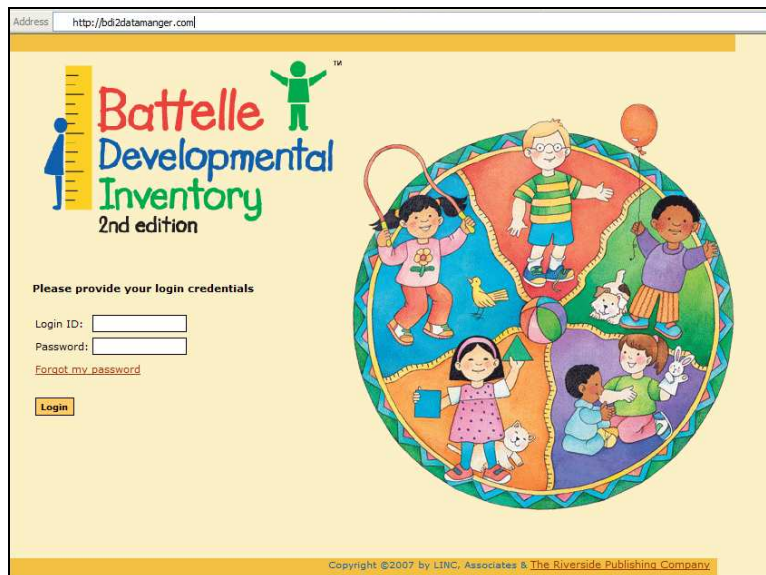 Address http://bdi2datamanger.com
Battelle
TM
Developmental
Inventory
2nd edition
Please provide your login credentials
Login ID:
Password:
Forgot my password
Login
Copyright ©2007 by LINC, Associates & The Riverside Publishing Company